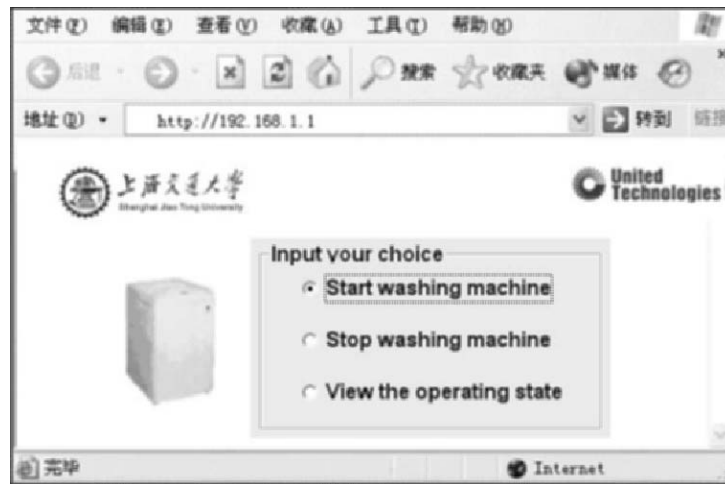 文件(F) 编辑(E) 查看(V) 收藏(A) 工具(T) 帮助(H)
后退 搜索 收藏夹 媒体
地址(D) http://192.168.1.1 转到 链接
上海交通大学
Shanghai Jiao Tong University
United
Technologies
Input your choice
Start washing machine
Stop washing machine
View the operating state
完毕 Internet